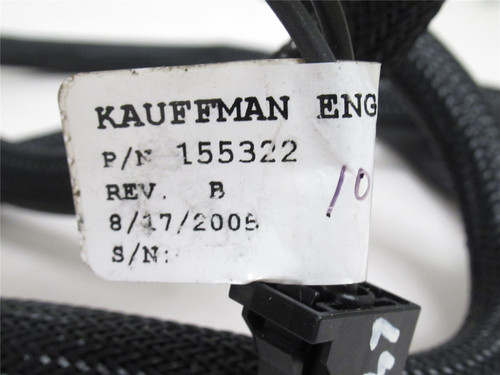 KAUFFMAN ENG
P/N 155322
REV. B
10
8/17/2005
S/N: